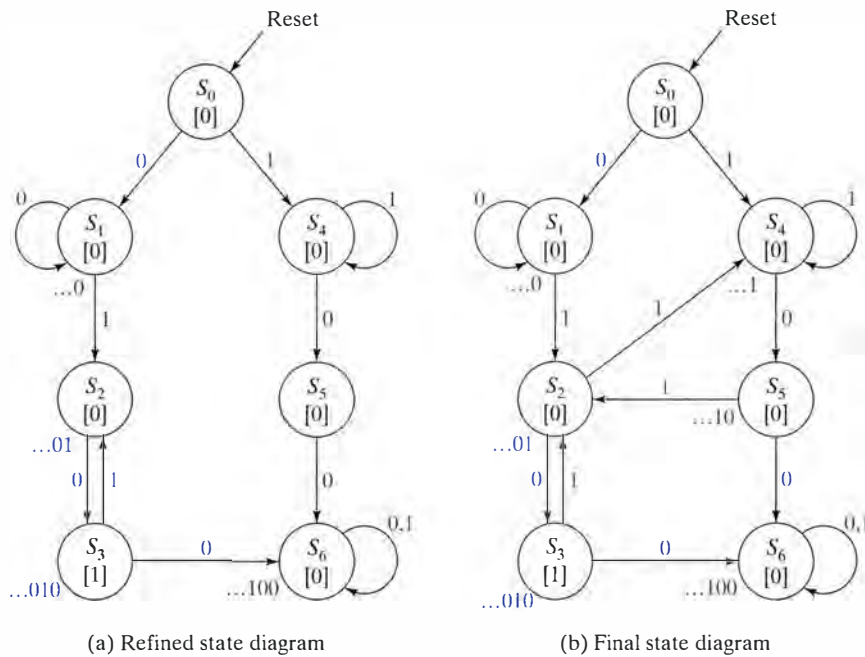 Reset
Reset
S0
[0]
S0
[0]
0
1
0
1
0
S1
[0]
S4
[0]
1
0
S1
[0]
S4
[0]
1
...0
...0
...1
1
0
1
1
0
S2
[0]
S5
[0]
S2
[0]
1
S5
[0]
...01
...01
...10
0
1
0
0
1
0
S3
[1]
0
S6
[0]
0,1
S3
[1]
0
S6
[0]
0,1
...010
...100
...010
...100
(a) Refined state diagram
(b) Final state diagram